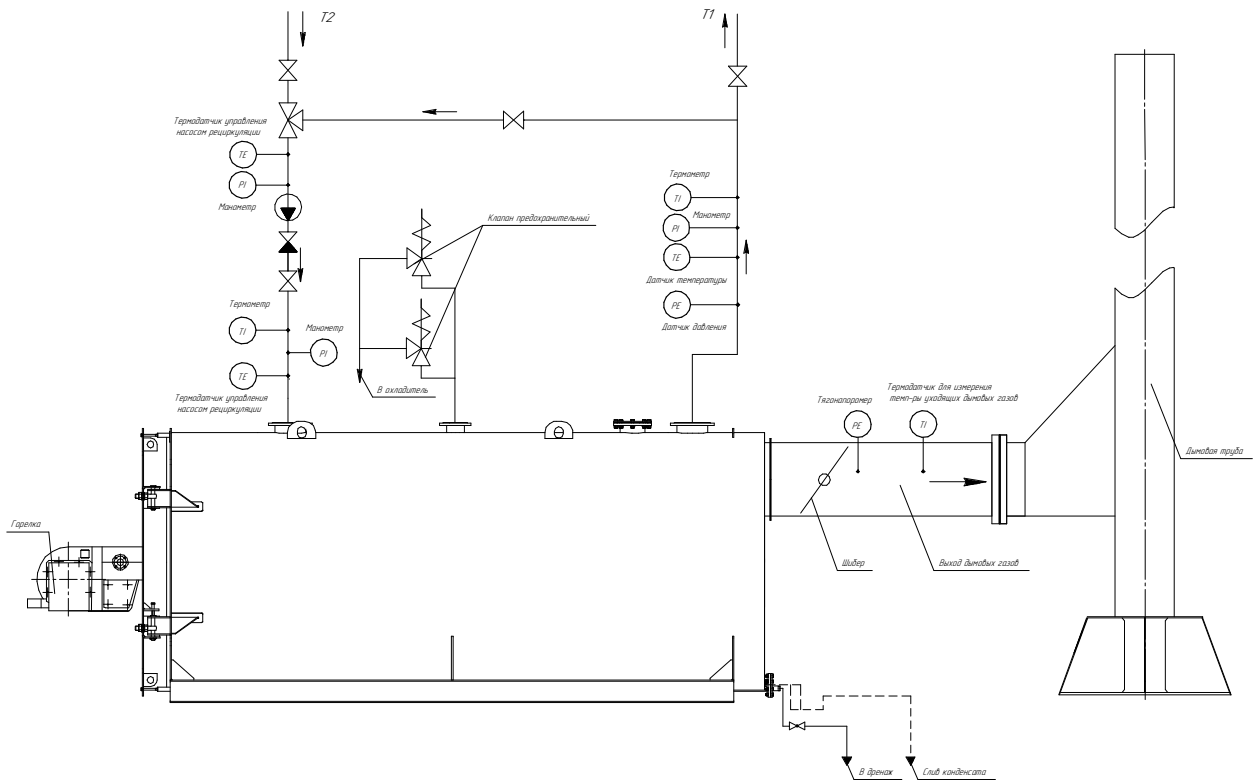 T2
T1
Термодатчик управления
насосом рециркуляции
TE
PI
Манометр
Термометр
TI
Манометр
PI
TE
Датчик температуры
PE
Датчик давления
Клапан предохранительный
Термометр
TI
Манометр
PI
TE
Термодатчик управления
насосом рециркуляции
В охладитель
Тягонапоромер
PE
Термодатчик для измерения
темп-ры уходящих дымовых газов
TI
Дымовая труба
Горелка
Шибер
Выход дымовых газов
В дренаж
Слив конденсата